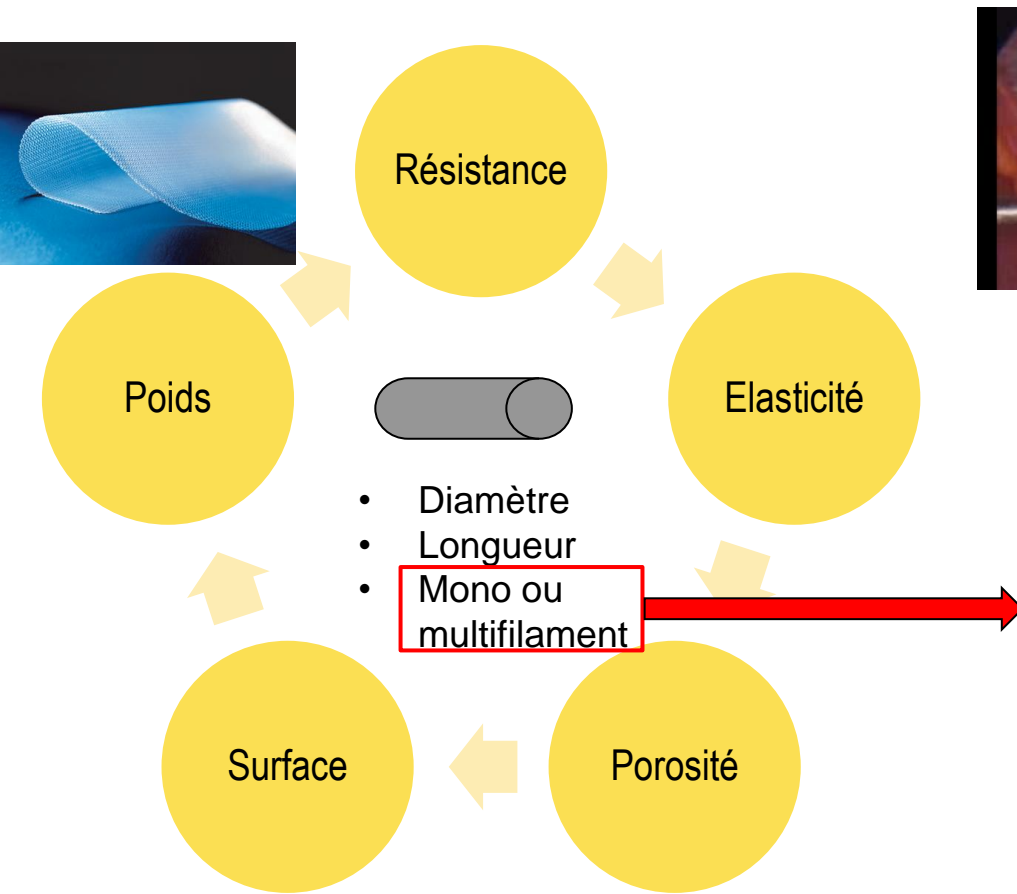 Résistance
Poids
Elasticité
• Diamètre
• Longueur
• Mono ou
multifilament
Surface
Porosité